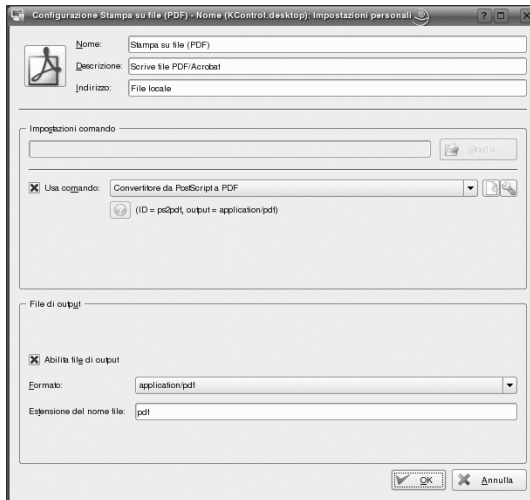 Configurazione Stampa su file (PDF) - Nome (KControl.desktop): Impostazioni personali
Nome: Stampa su file (PDF)
Descrizione: Scrive file PDF/Acrobat
Indirizzo: File locale
Impostazioni comando
Sfoglia...
Usa comando: Convertitore da PostScript a PDF
(ID = ps2pdf, output = application/pdf)
File di output
Abilita file di output
Formato: application/pdf
Estensione del nome file: pdf
OK Annulla